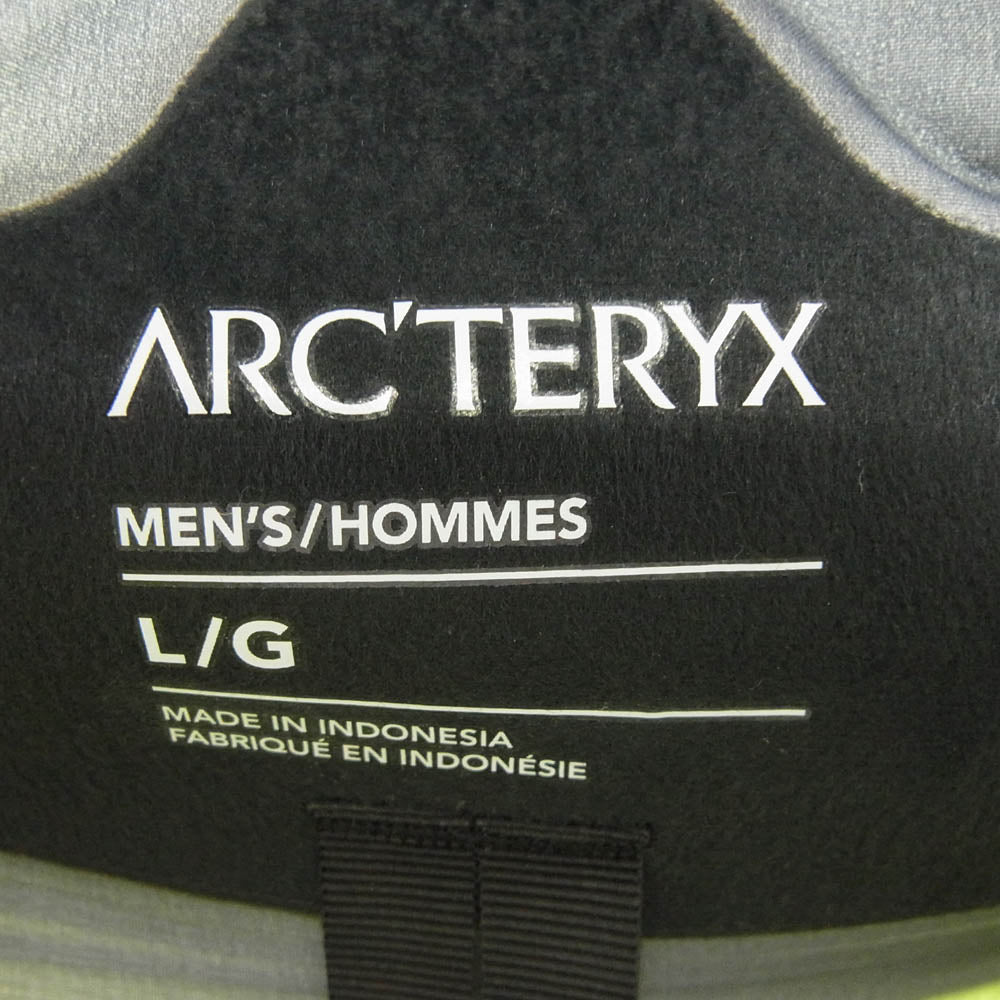 ARC'TERYX
MEN'S/HOMMES
L/G
MADE IN INDONESIA
FABRIQUÉ EN INDONÉSIE